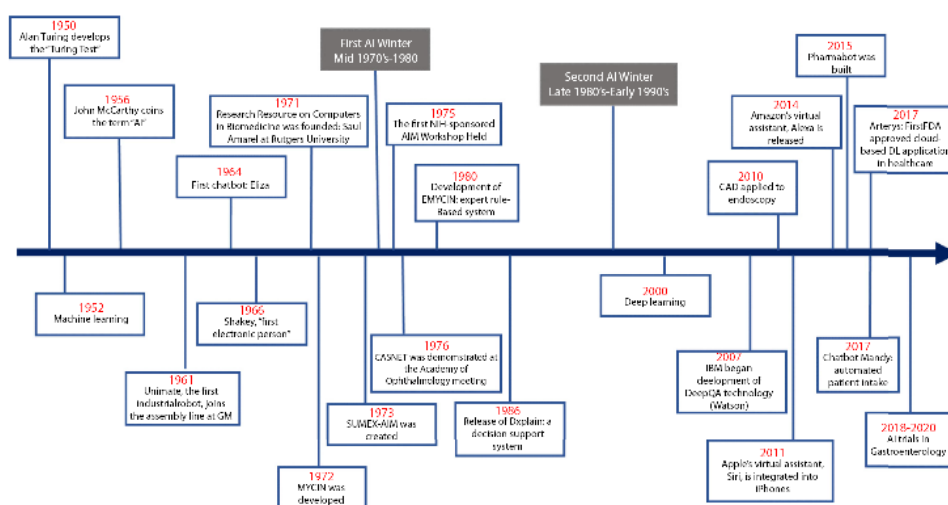 1950
Alan Turing develops
the "Turing Test"
1956
John McCarthy coins
the term "AI"
1964
First chatbot: Eliza
1971
Research Resource on Computers
in Biomedicine was founded: Saul
Amarel at Rutgers University
First AI Winter
Mid 1970's-1980
1975
The first NIH-sponsored
AIM Workshop Held
1980
Development of
EMYCIN: expert rule-
Based system
Second AI Winter
Late 1980's-Early 1990's
2010
CAD applied to
endoscopy
2014
Amazon's virtual
assistant, Alexa is
released
2015
Pharmabot was
built
2017
Arterys: FirstFDA
approved cloud-
based DL application
in healthcare
1952
Machine learning
1961
Unimate, the first
industrialrobot, joins
the assembly line at GM
1966
Shakey, "first
electronic person"
1972
MYCIN was
developed
1973
SUMEX-AIM was
created
1976
CASNET was demonstrated at
the Academy of
Ophthalmology meeting
1986
Release of Dxplain: a
decision support
system
2000
Deep learning
2007
IBM began
deelopment of
DeepQA technology
(Watson)
2011
Apple's virtual assistant,
Siri, is integrated into
iPhones
2017
Chatbot Mandy:
automated
patient intake
2018-2020
AI trials in
Gastroenterology